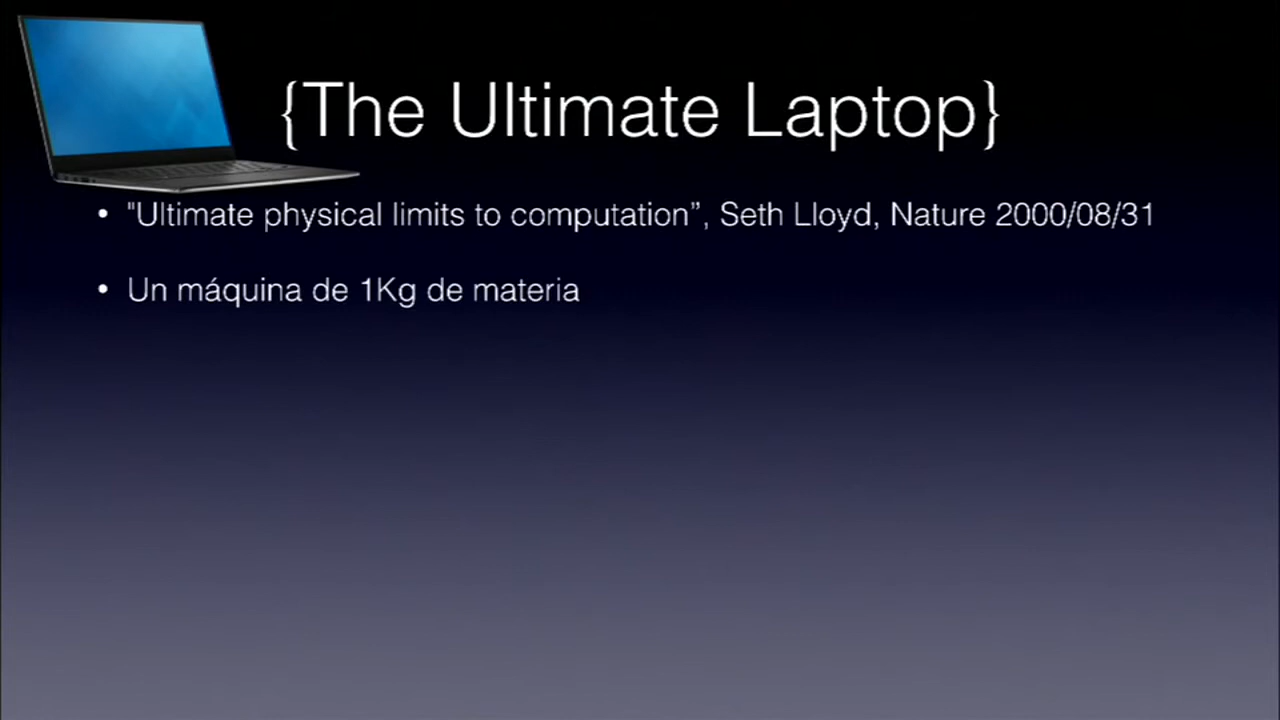 {The Ultimate Laptop}
• "Ultimate physical limits to computation”, Seth Lloyd, Nature 2000/08/31
• Un máquina de 1Kg de materia